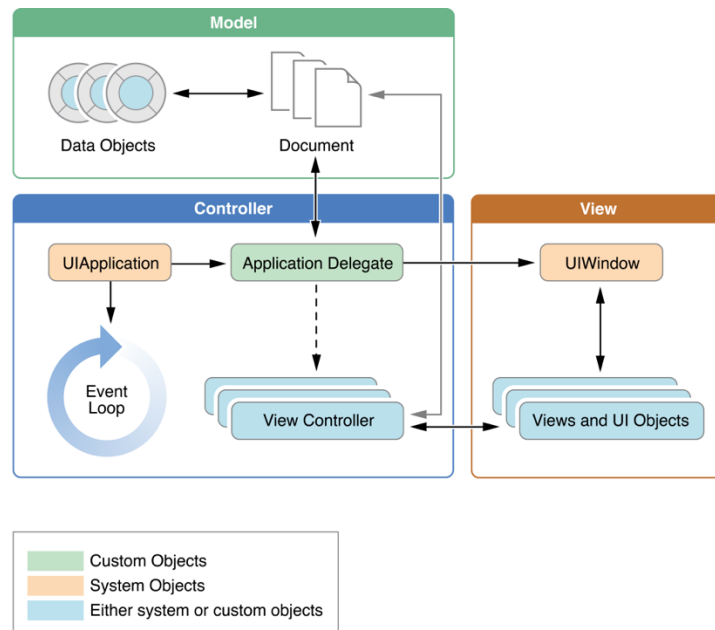 Model
Data Objects
Document
Controller
View
UIApplication
Application Delegate
UIWindow
Event
Loop
View Controller
Views and UI Objects
Custom Objects
System Objects
Either system or custom objects